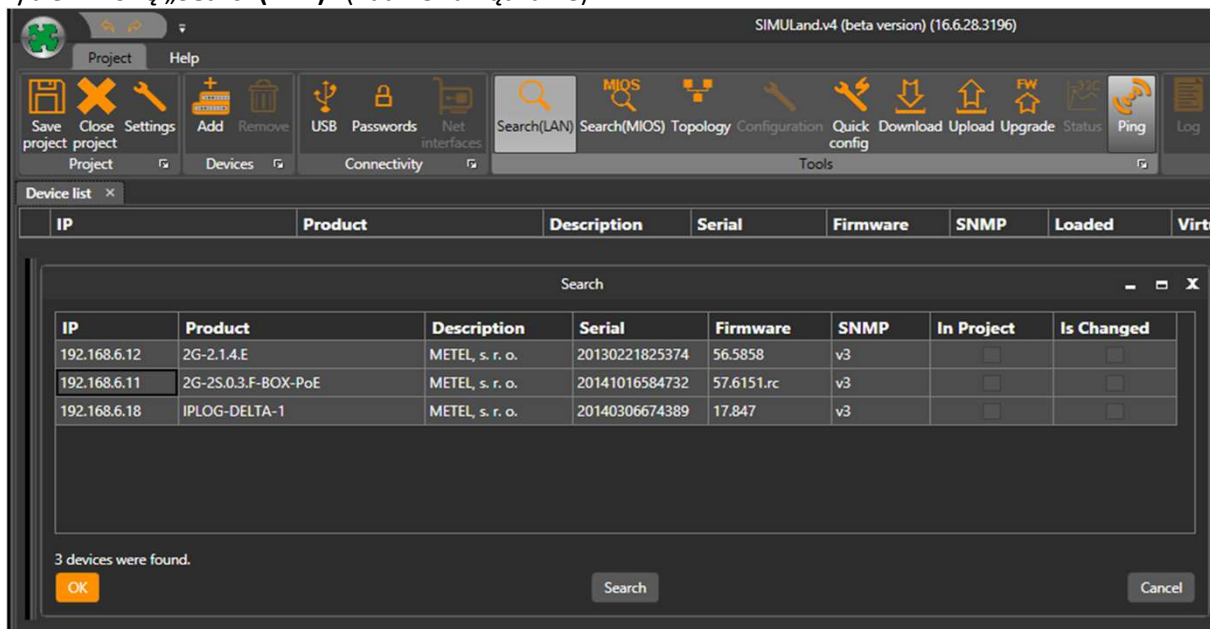 „Search(LAN)”
SIMULand.v4 (beta version) (16.6.28.3196)
Project Help
Save project Close project Settings Add Remove USB Passwords Net interfaces Search(LAN) MIOS Search(MIOS) Topology Configuration Quick config Download Upload FW Upgrade Status Ping Log
Project Devices Connectivity Tools
Device list ×
IP Product Description Serial Firmware SNMP Loaded
Search
IP Product Description Serial Firmware SNMP In Project Is Changed
192.168.6.12 2G-2.1.4.E METEL, s. r. o. 20130221825374 56.5858 v3
192.168.6.11 2G-2S.0.3.F-BOX-PoE METEL, s. r. o. 20141016584732 57.6151.rc v3
192.168.6.18 IPLOG-DELTA-1 METEL, s. r. o. 20140306674389 17.847 v3
3 devices were found.
OK Search Cancel